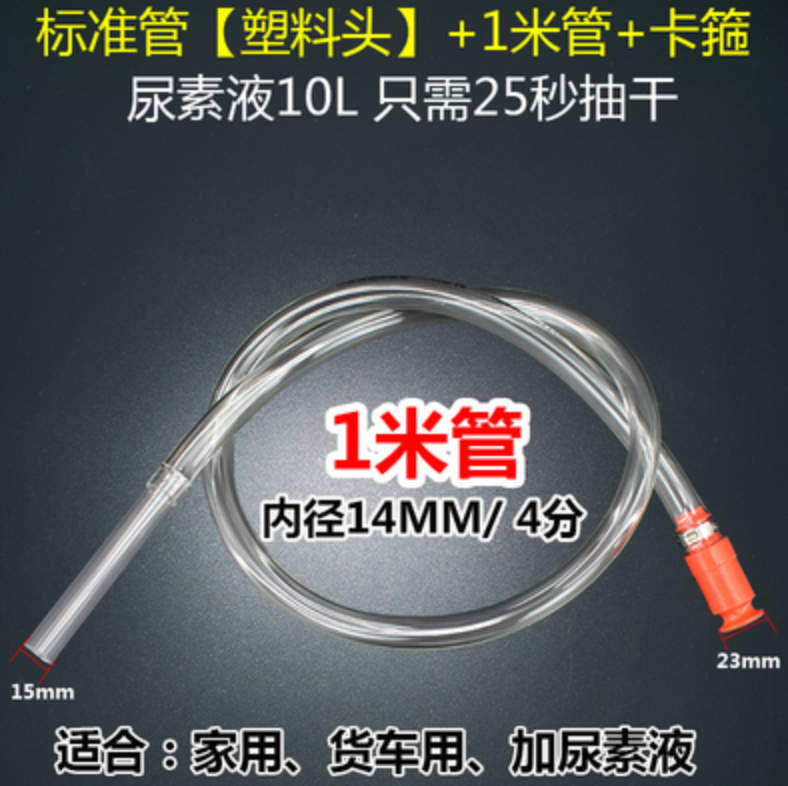 标准管【塑料头】+1米管+卡箍
尿素液10L 只需25秒抽干
1米管
内径14MM/ 4分
23mm
15mm
适合：家用、货车用、加尿素液